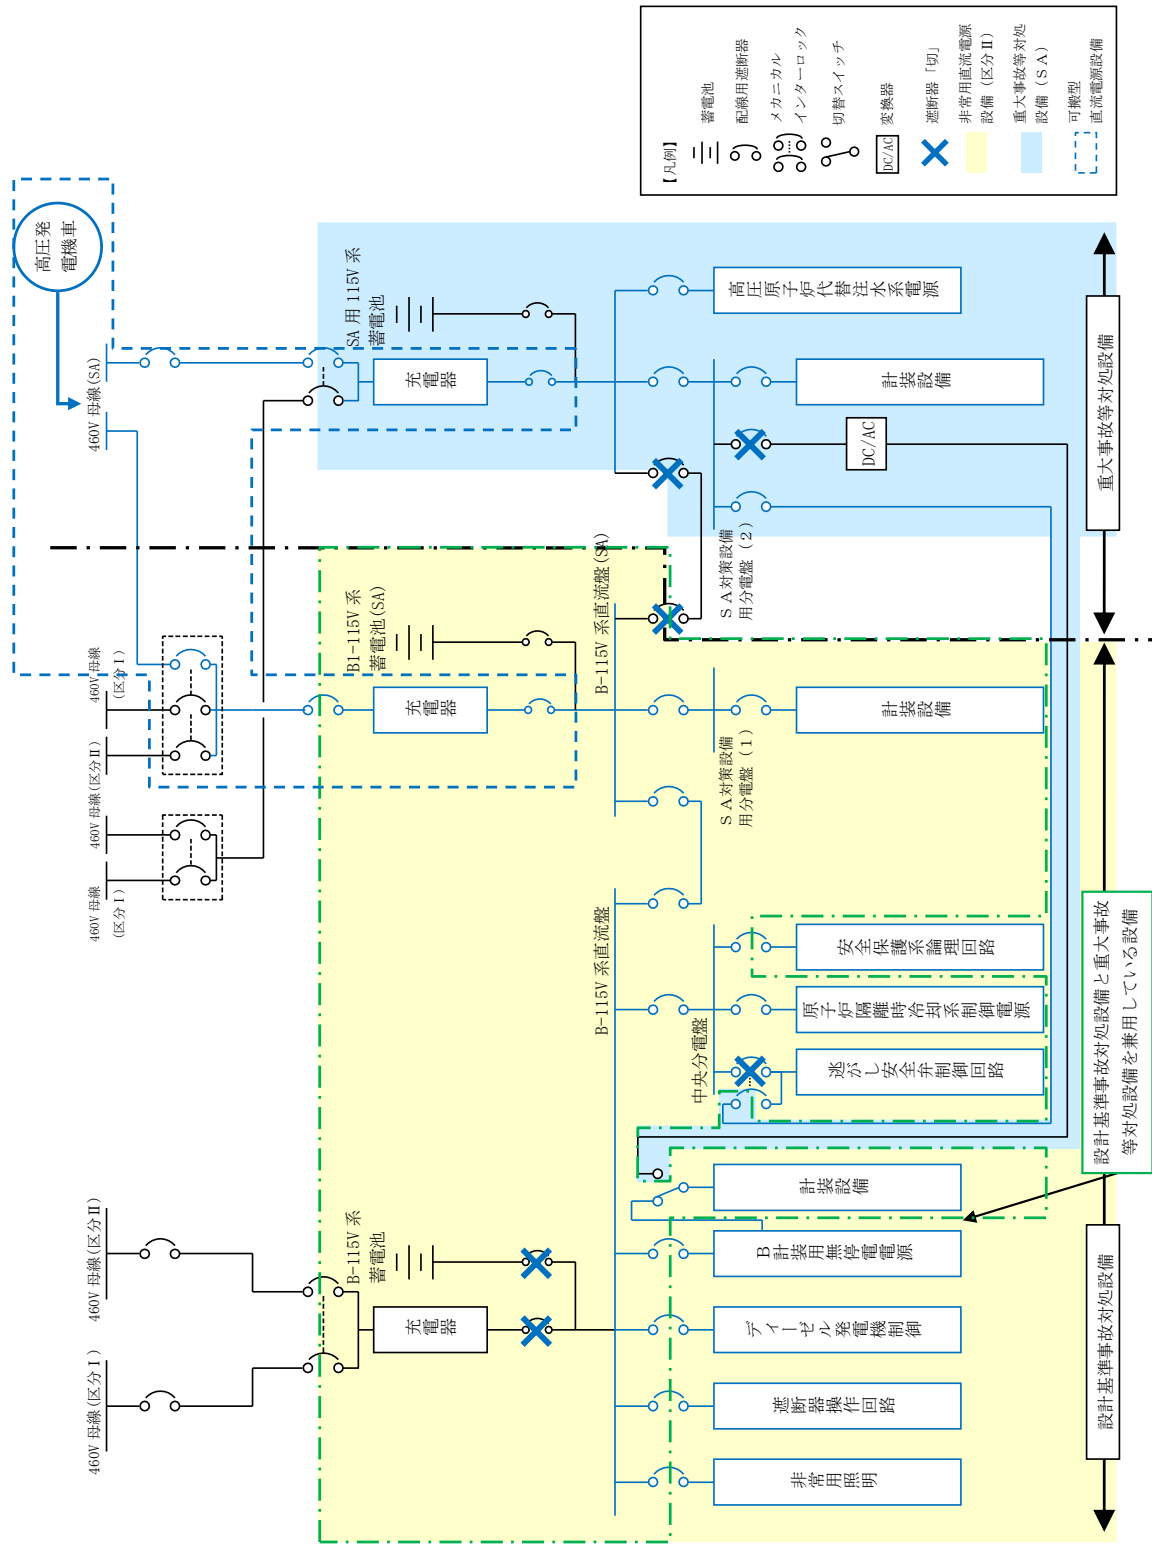 460V 母線(区分Ⅰ)
460V 母線(区分Ⅱ)
460V 母線
(区分Ⅰ)
460V 母線(区分Ⅱ)
460V 母線
(区分Ⅰ)
460V 母線(SA)
高圧発
電機車
B-115V 系
蓄電池
充電器
B1-115V 系
蓄電池(SA)
充電器
SA 用 115V 系
蓄電池
充電器
B-115V 系直流盤
B-115V 系直流盤(SA)
中央分電盤
SA対策設備
用分電盤（1）
SA対策設備
用分電盤（2）
DC/AC
非常用照明
遮断器操作回路
ディーゼル発電機制御
B計装用無停電電源
計装設備
逃がし安全弁制御回路
原子炉隔離時冷却系制御電源
安全保護系論理回路
計装設備
計装設備
高圧原子炉代替注水系電源
設計基準事故対処設備
設計基準事故対処設備と重大事故
等対処設備を兼用している設備
重大事故等対処設備
【凡例】
蓄電池
配線用遮断器
メカニカル
インターロック
切替スイッチ
DC/AC
変換器
遮断器「切」
非常用直流電源
設備（区分Ⅱ）
重大事故等対処
設備（SA）
可搬型
直流電源設備